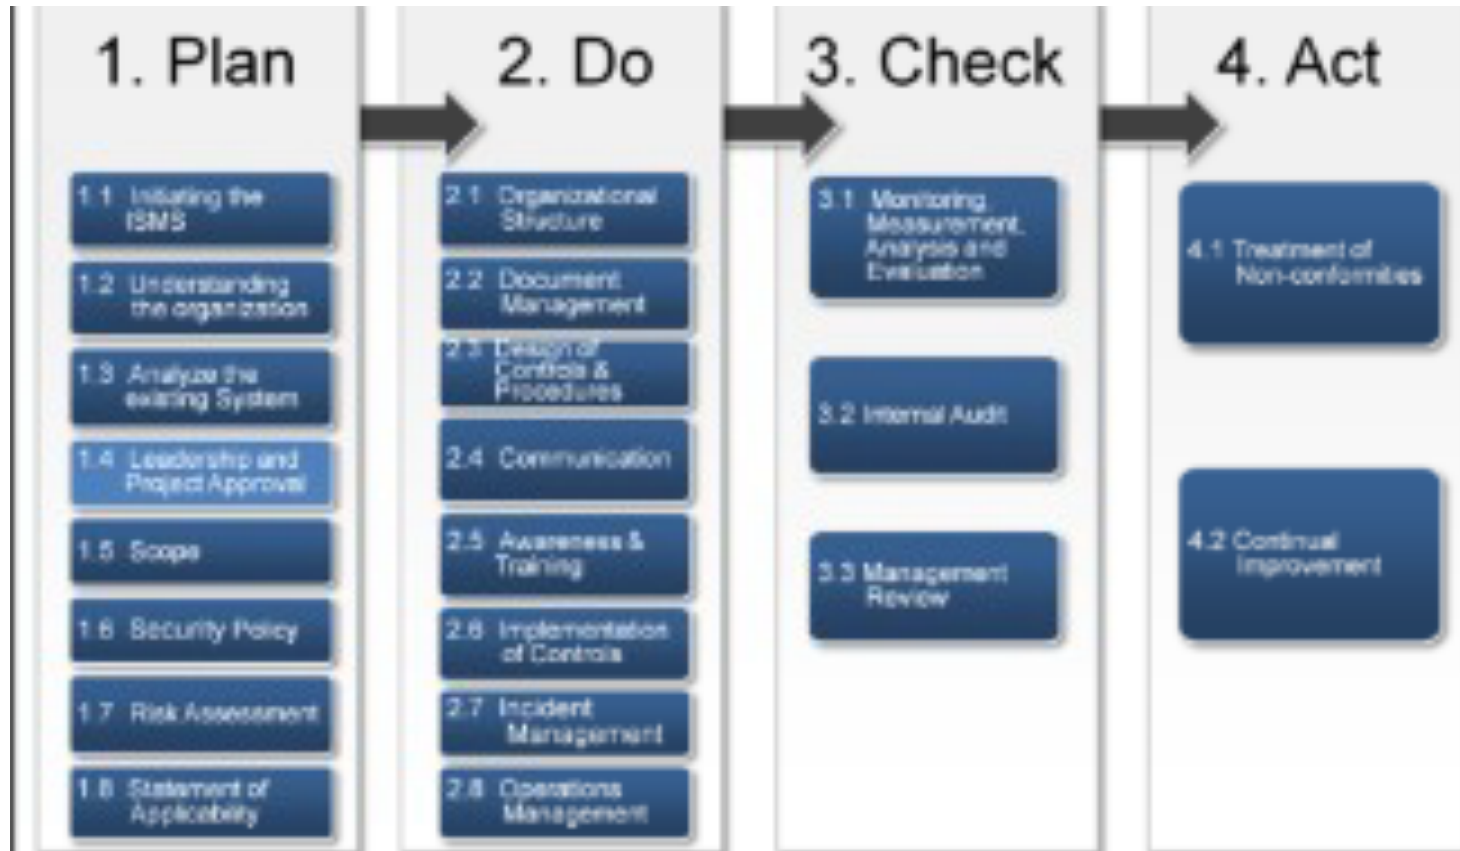 1. Plan
1.1 Initiating the
ISMS
1.2 Understanding
the organization
1.3 Analyze the
existing System
1.4 Leadership and
Project Approval
1.5 Scope
1.6 Security Policy
1.7 Risk Assessment
1.8 Statement of
Applicability
2. Do
2.1 Organizational
Structure
2.2 Document
Management
2.3 Design of
Controls &
Procedures
2.4 Communication
2.5 Awareness &
Training
2.6 Implementation
of Controls
2.7 Incident
Management
2.8 Operations
Management
3. Check
3.1 Monitoring,
Measurement,
Analysis and
Evaluation
3.2 Internal Audit
3.3 Management
Review
4. Act
4.1 Treatment of
Non-conformities
4.2 Continual
Improvement